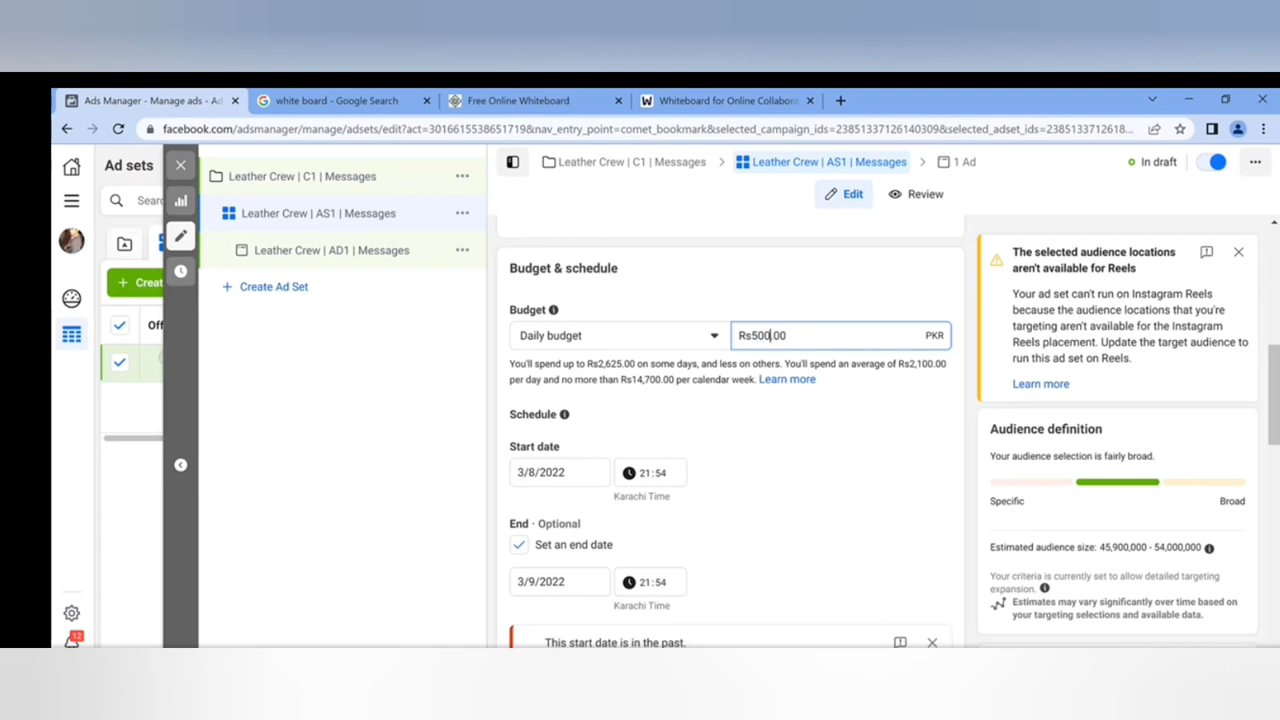 Ads Manager - Manage ads - Ad
white board - Google Search
Free Online Whiteboard
Whiteboard for Online Collabora
facebook.com/adsmanager/manage/adsets/edit?act=3016615538651719&nav_entry_point=comet_bookmark&selected_campaign_ids=23851337126140309&selected_adset_ids=2385133712618...
Ad sets
Leather Crew | C1 | Messages
Leather Crew | AS1 | Messages
1 Ad
In draft
Sear
Leather Crew | C1 | Messages
Edit
Review
Leather Crew | AS1 | Messages
Leather Crew | AD1 | Messages
+ Create Ad Set
+ Creat
Off
12
Budget & schedule
Budget
Daily budget
Rs500.00
PKR
You'll spend up to Rs2,625.00 on some days, and less on others. You'll spend an average of Rs2,100.00
per day and no more than Rs14,700.00 per calendar week. Learn more
Schedule
Start date
3/8/2022
21:54
Karachi Time
End · Optional
Set an end date
3/9/2022
21:54
Karachi Time
This start date is in the past.
The selected audience locations
aren't available for Reels
Your ad set can't run on Instagram Reels
because the audience locations that you're
targeting aren't available for the Instagram
Reels placement. Update the target audience to
run this ad set on Reels.
Learn more
Audience definition
Your audience selection is fairly broad.
Specific
Broad
Estimated audience size: 45,900,000 - 54,000,000
Your criteria is currently set to allow detailed targeting
expansion.
Estimates may vary significantly over time based on
your targeting selections and available data.